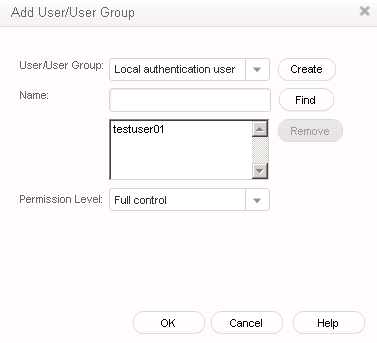 Add User/User Group
User/User Group: Local authentication user Create
Name: Find
testuser01 Remove
Permission Level: Full control
OK Cancel Help